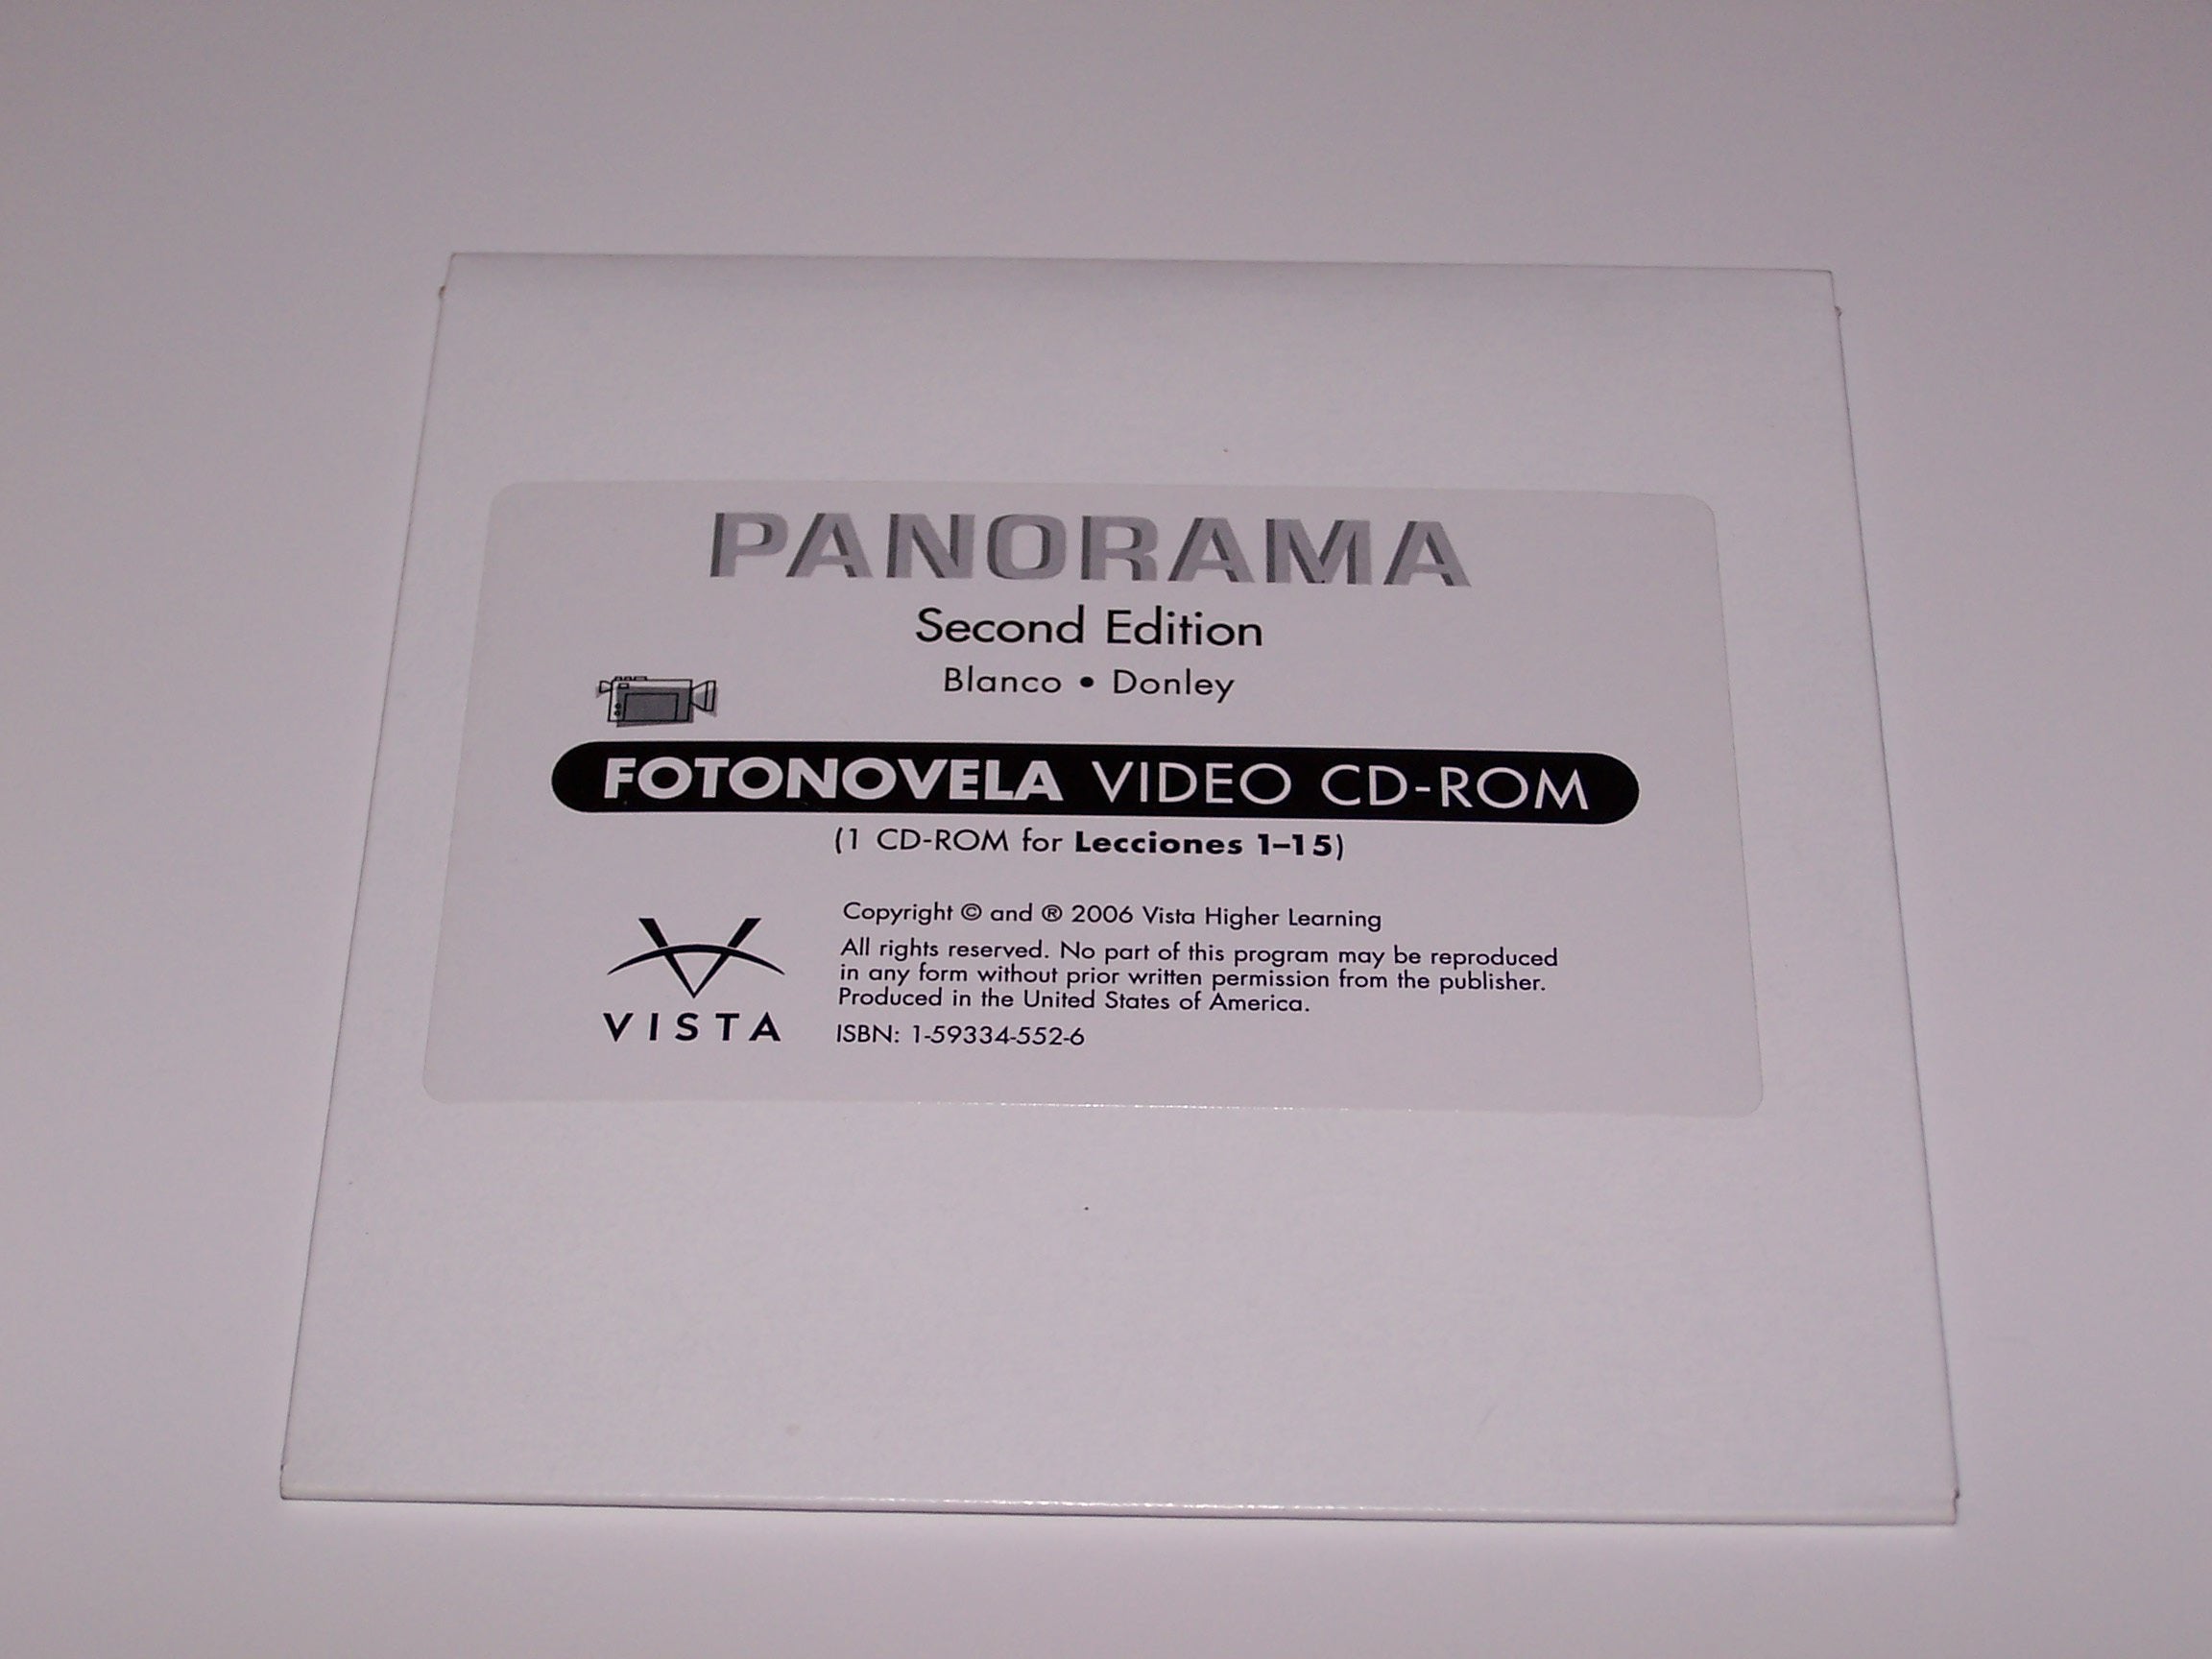 PANORAMA
Second Edition
Blanco • Donley
FOTONOVELA VIDEO CD-ROM
(1 CD-ROM for Lecciones 1–15)
Copyright © and ® 2006 Vista Higher Learning
All rights reserved. No part of this program may be reproduced
in any form without prior written permission from the publisher.
Produced in the United States of America.
ISBN: 1-59334-552-6
VISTA